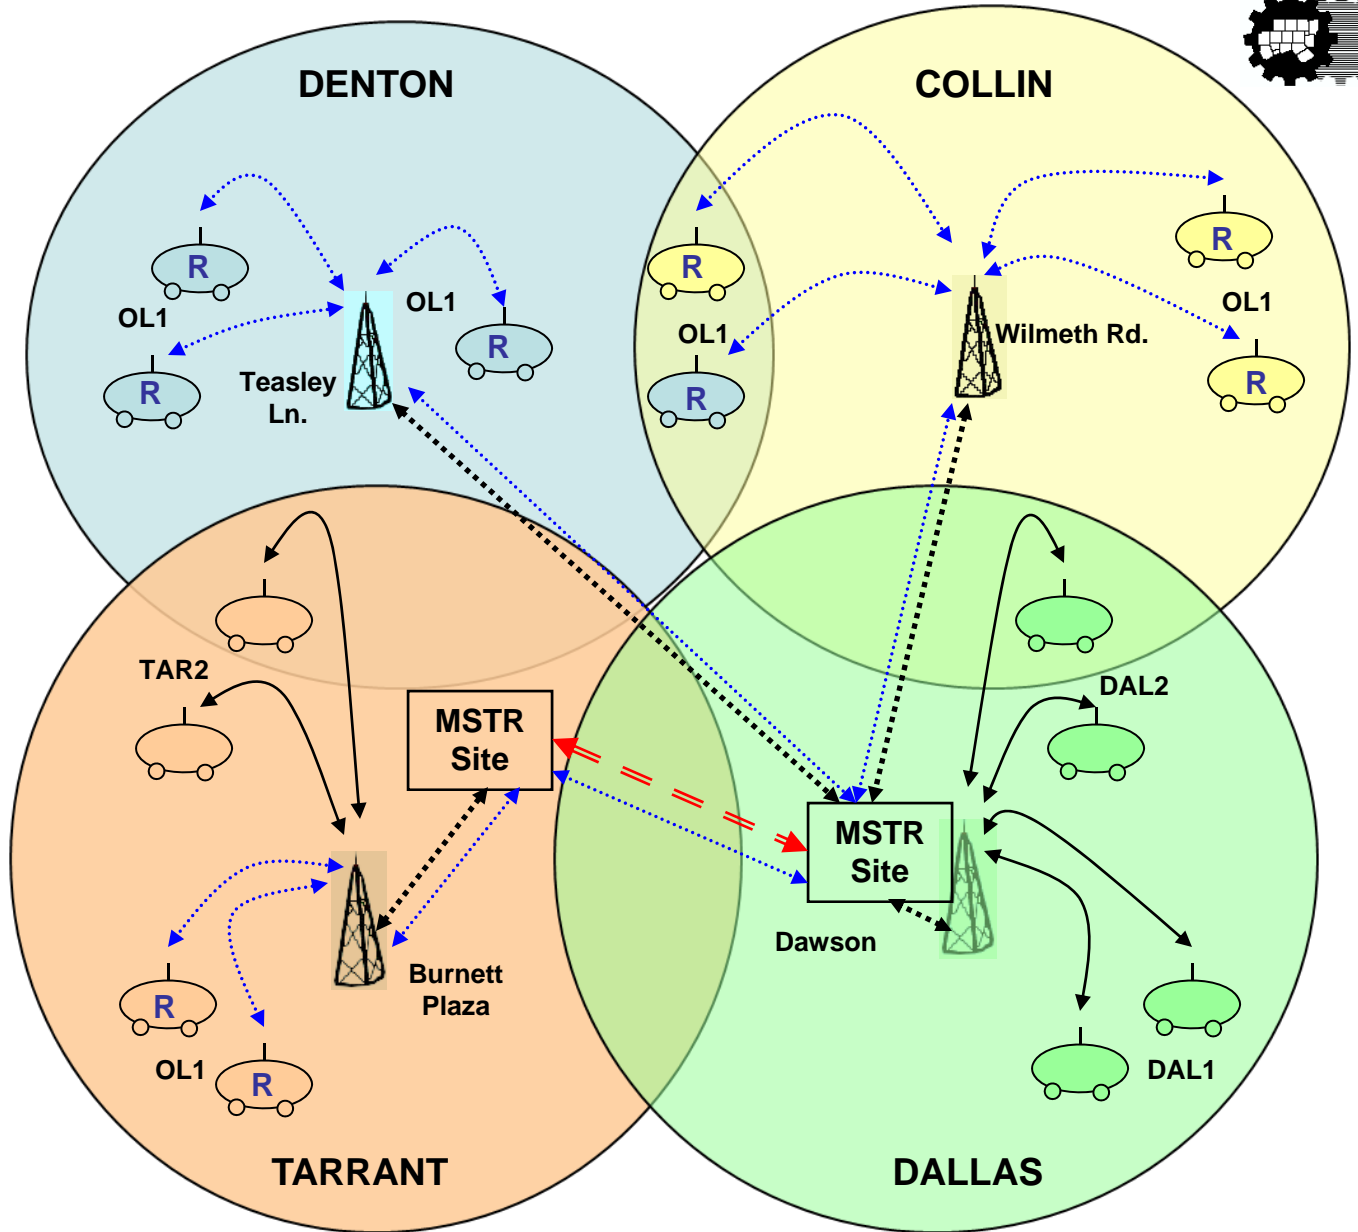 DENTON
COLLIN
R
R
R
R
OL1
OL1
OL1
OL1
Wilmeth Rd.
R
R
R
R
Teasley
Ln.
TAR2
DAL2
MSTR
Site
MSTR
Site
Dawson
Burnett
Plaza
R
OL1
R
DAL1
TARRANT
DALLAS